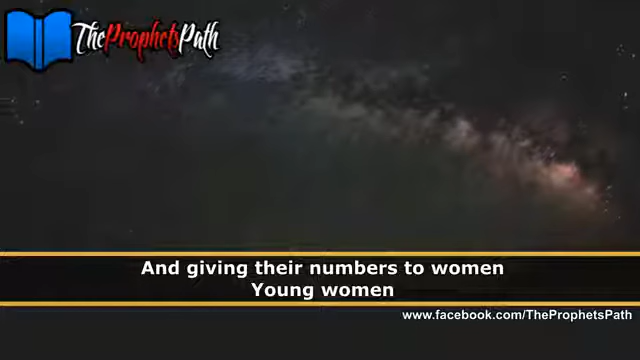 TheProphetsPath
And giving their numbers to women
Young women
www.facebook.com/TheProphetsPath